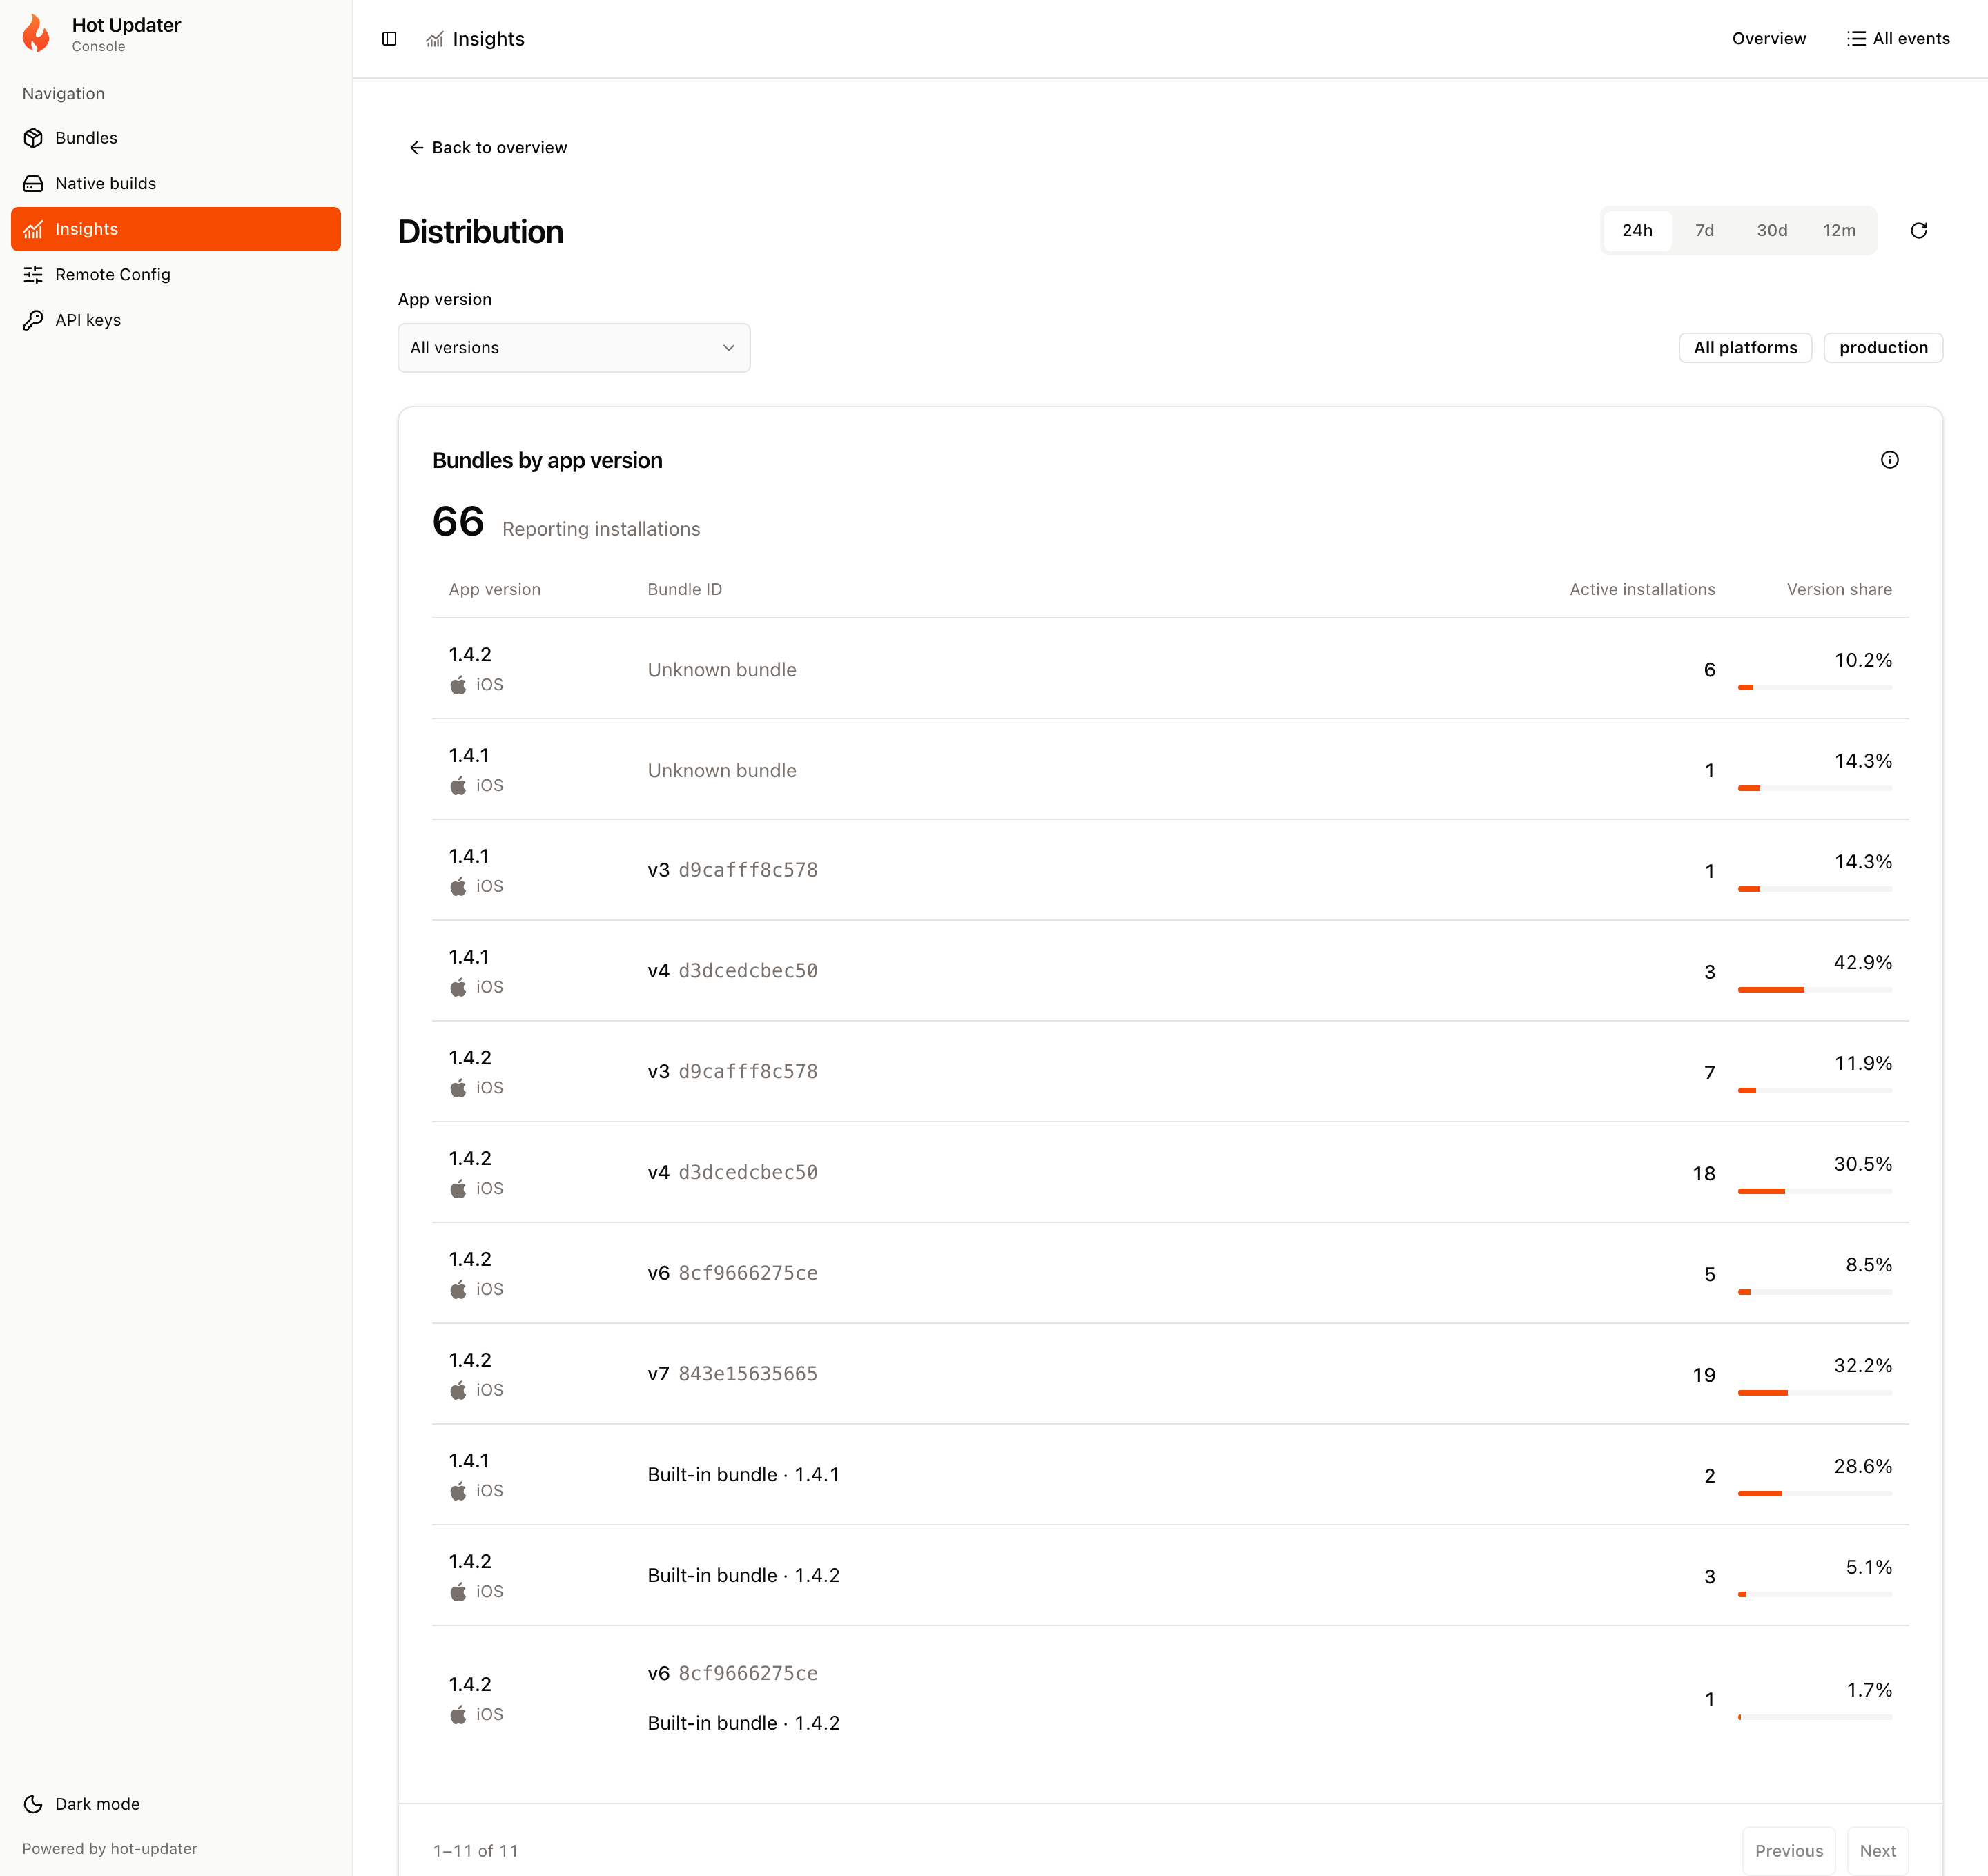 Hot Updater
Console
Navigation
Bundles
Native builds
Insights
Remote Config
API keys
Dark mode
Powered by hot-updater
Insights
Overview
All events
Back to overview
Distribution
24h 7d 30d 12m
App version
All versions
All platforms
production
Bundles by app version
66 Reporting installations
App version Bundle ID Active installations Version share
1.4.2
iOS
Unknown bundle
6
10.2%
1.4.1
iOS
Unknown bundle
1
14.3%
1.4.1
iOS
v3 d9cafff8c578
1
14.3%
1.4.1
iOS
v4 d3dcedcbec50
3
42.9%
1.4.2
iOS
v3 d9cafff8c578
7
11.9%
1.4.2
iOS
v4 d3dcedcbec50
18
30.5%
1.4.2
iOS
v6 8cf9666275ce
5
8.5%
1.4.2
iOS
v7 843e15635665
19
32.2%
1.4.1
iOS
Built-in bundle · 1.4.1
2
28.6%
1.4.2
iOS
Built-in bundle · 1.4.2
3
5.1%
1.4.2
iOS
v6 8cf9666275ce
Built-in bundle · 1.4.2
1
1.7%
1–11 of 11
Previous
Next